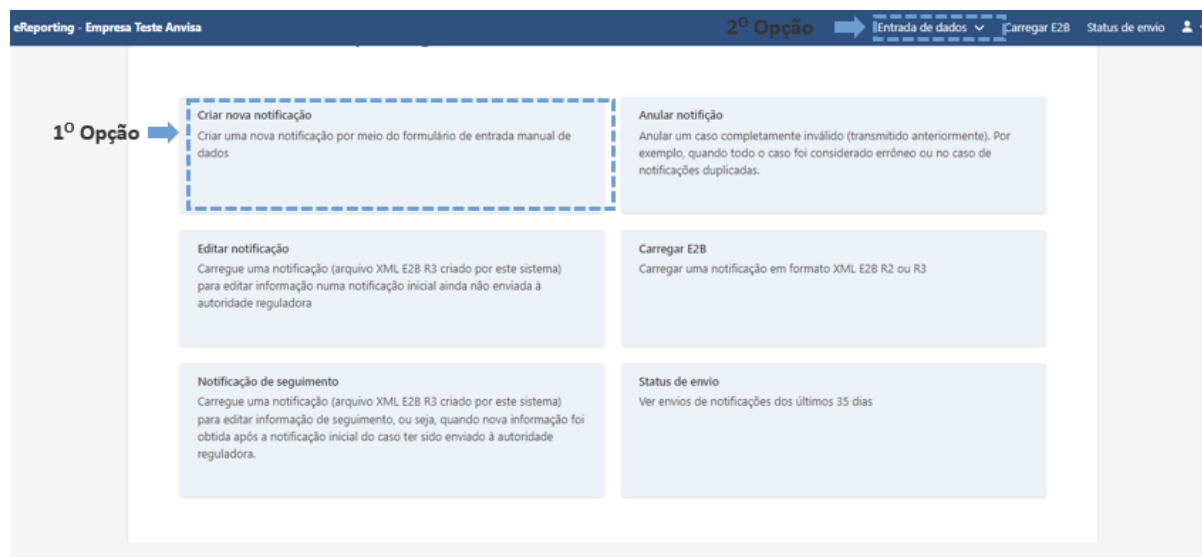 eReporting - Empresa Teste Anvisa
2º Opção
Entrada de dados
Carregar E2B
Status de envio
1º Opção
Criar nova notificação
Criar uma nova notificação por meio do formulário de entrada manual de
dados
Anular notifição
Anular um caso completamente inválido (transmitido anteriormente). Por
exemplo, quando todo o caso foi considerado errôneo ou no caso de
notificações duplicadas.
Editar notificação
Carregue uma notificação (arquivo XML E2B R3 criado por este sistema)
para editar informação numa notificação inicial ainda não enviada à
autoridade reguladora
Carregar E2B
Carregar uma notificação em formato XML E2B R2 ou R3
Notificação de seguimento
Carregue uma notificação (arquivo XML E2B R3 criado por este sistema)
para editar informação de seguimento, ou seja, quando nova informação foi
obtida após a notificação inicial do caso ter sido enviado à autoridade
reguladora.
Status de envio
Ver envios de notificações dos últimos 35 dias